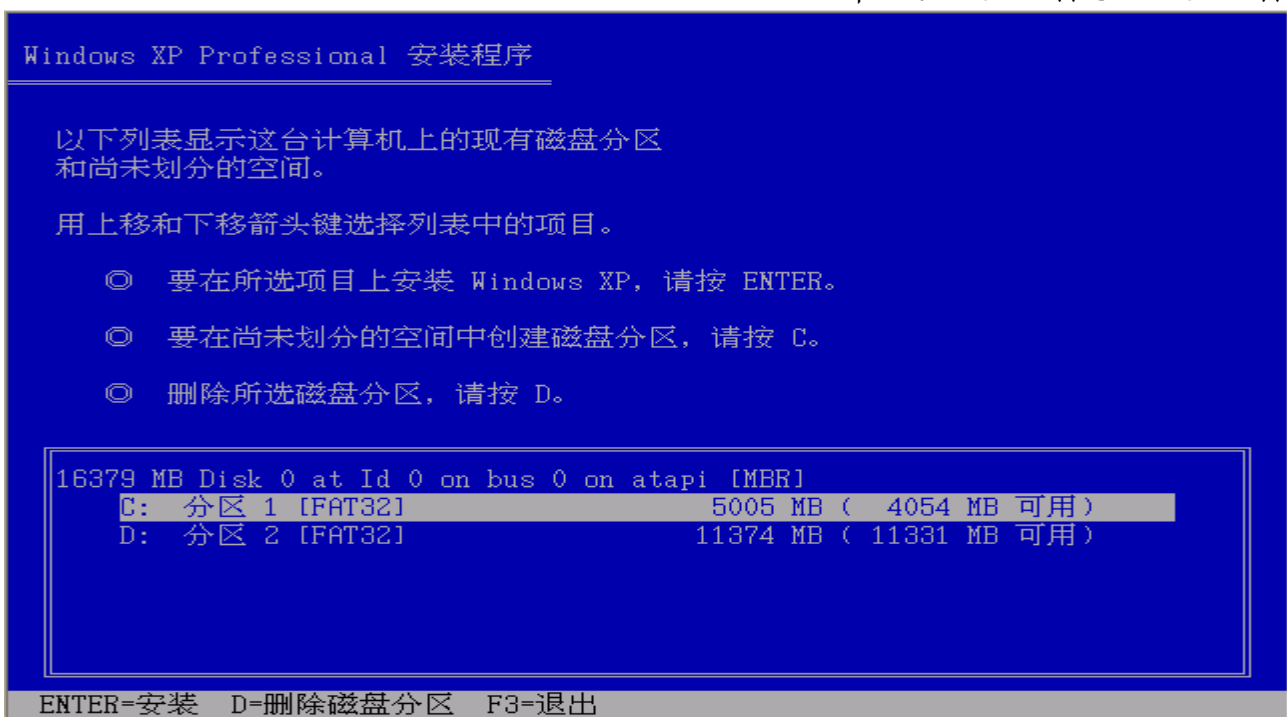 Windows XP Professional 安装程序
以下列表显示这台计算机上的现有磁盘分区
和尚未划分的空间。
用上移和下移箭头键选择列表中的项目。
◎ 要在所选项目上安装 Windows XP，请按 ENTER。
◎ 要在尚未划分的空间中创建磁盘分区，请按 C。
◎ 删除所选磁盘分区，请按 D。
16379 MB Disk 0 at Id 0 on bus 0 on atapi [MBR]
C: 分区 1 [FAT32] 5005 MB ( 4054 MB 可用)
D: 分区 2 [FAT32] 11374 MB ( 11331 MB 可用)
ENTER=安装 D=删除磁盘分区 F3=退出